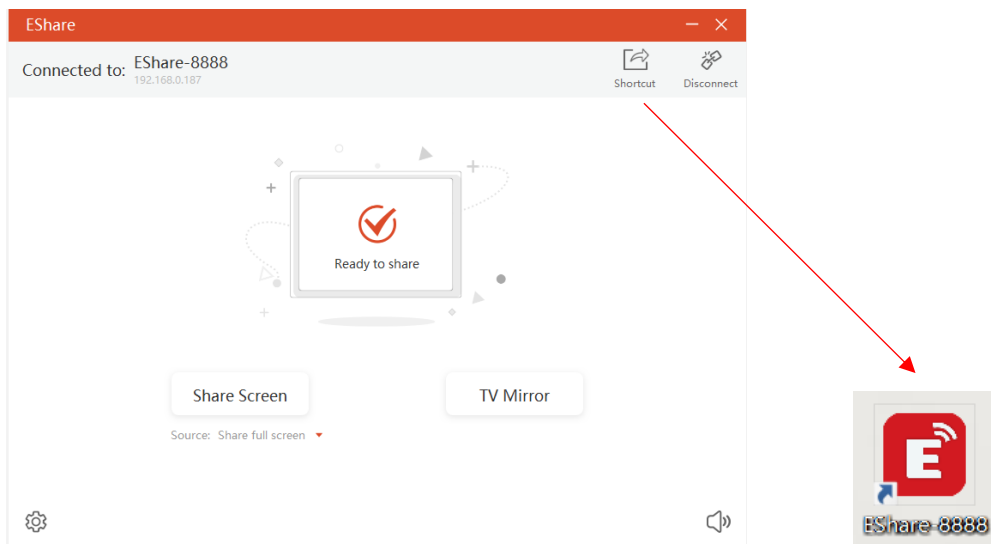 EShare
Connected to: EShare-8888
192.168.0.187
Shortcut
Disconnect
Ready to share
Share Screen
TV Mirror
Source: Share full screen
E
EShare-8888